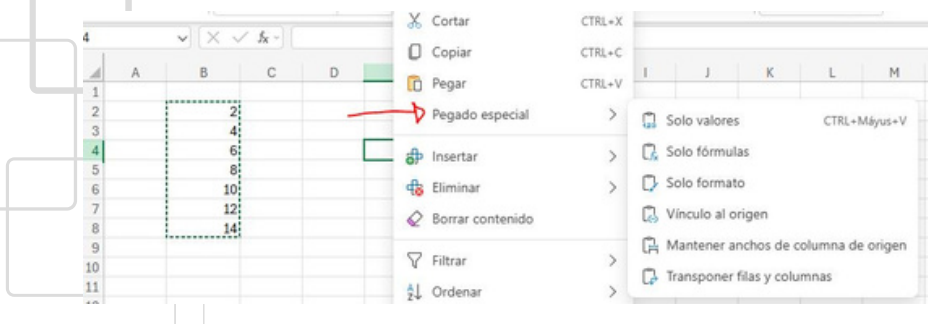 4 fx
Cortar CTRL+X
Copiar CTRL+C
Pegar CTRL+V
Pegado especial
Insertar
Eliminar
Borrar contenido
Filtrar
Ordenar
Solo valores CTRL+Máyus+V
Solo fórmulas
Solo formato
Vínculo al origen
Mantener anchos de columna de origen
Transponer filas y columnas
A B C D I J K L M
1
2 2
3 4
4 6
5 8
6 10
7 12
8 14
9
10
11